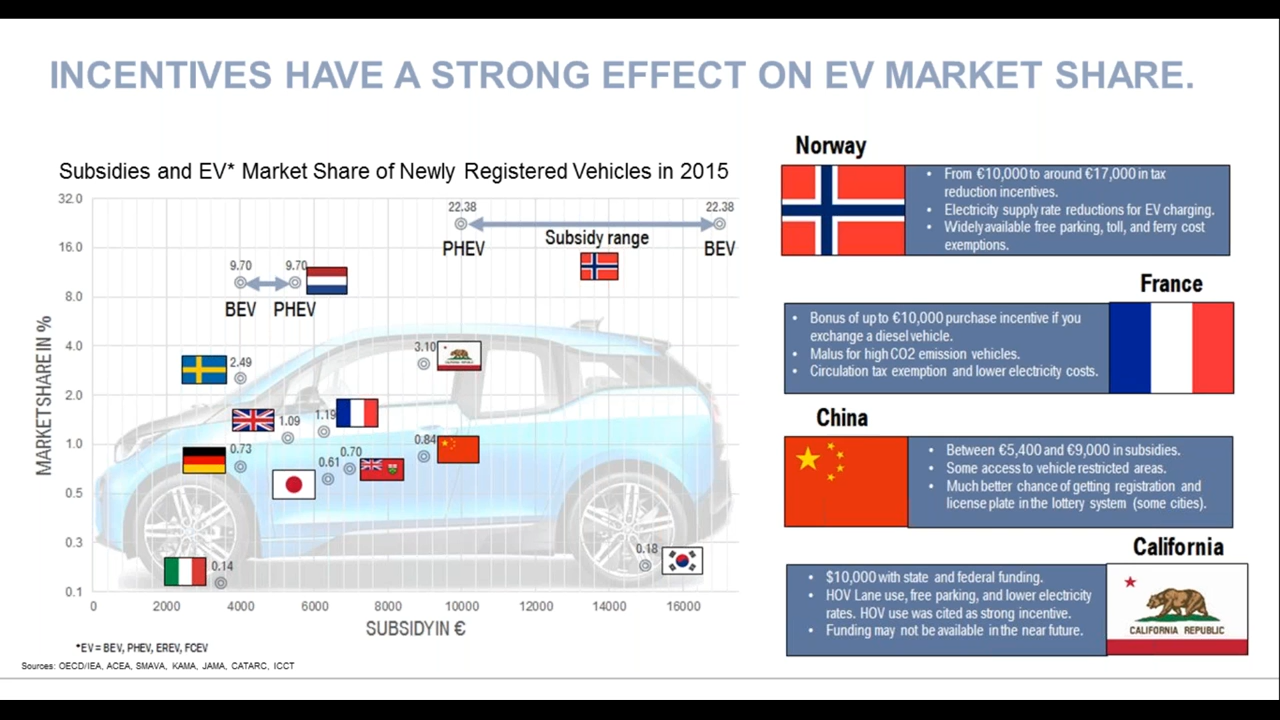 INCENTIVES HAVE A STRONG EFFECT ON EV MARKET SHARE.
Subsidies and EV* Market Share of Newly Registered Vehicles in 2015
MARKET SHARE IN %
32.0
16.0
8.0
4.0
2.0
1.0
0.5
0.3
0.1
22.38
22.38
PHEV
Subsidy range
BEV
9.70
9.70
BEV
PHEV
2.49
3.10
CALIFORNIA REPUBLIC
1.09
1.19
0.73
0.84
0.61
0.70
0.14
0.18
0
2000
4000
6000
8000
10000
12000
14000
16000
SUBSIDY IN €
*EV = BEV, PHEV, EREV, FCEV
Sources: OECD/IEA, ACEA, SMAVA, KAMA, JAMA, CATARC, ICCT
Norway
• From €10,000 to around €17,000 in tax
reduction incentives.
• Electricity supply rate reductions for EV charging.
• Widely available free parking, toll, and ferry cost
exemptions.
France
• Bonus of up to €10,000 purchase incentive if you
exchange a diesel vehicle.
• Malus for high CO2 emission vehicles.
• Circulation tax exemption and lower electricity costs.
China
• Between €5,400 and €9,000 in subsidies.
• Some access to vehicle restricted areas.
• Much better chance of getting registration and
license plate in the lottery system (some cities).
California
• $10,000 with state and federal funding.
• HOV Lane use, free parking, and lower electricity
rates. HOV use was cited as strong incentive.
• Funding may not be available in the near future.
CALIFORNIA REPUBLIC